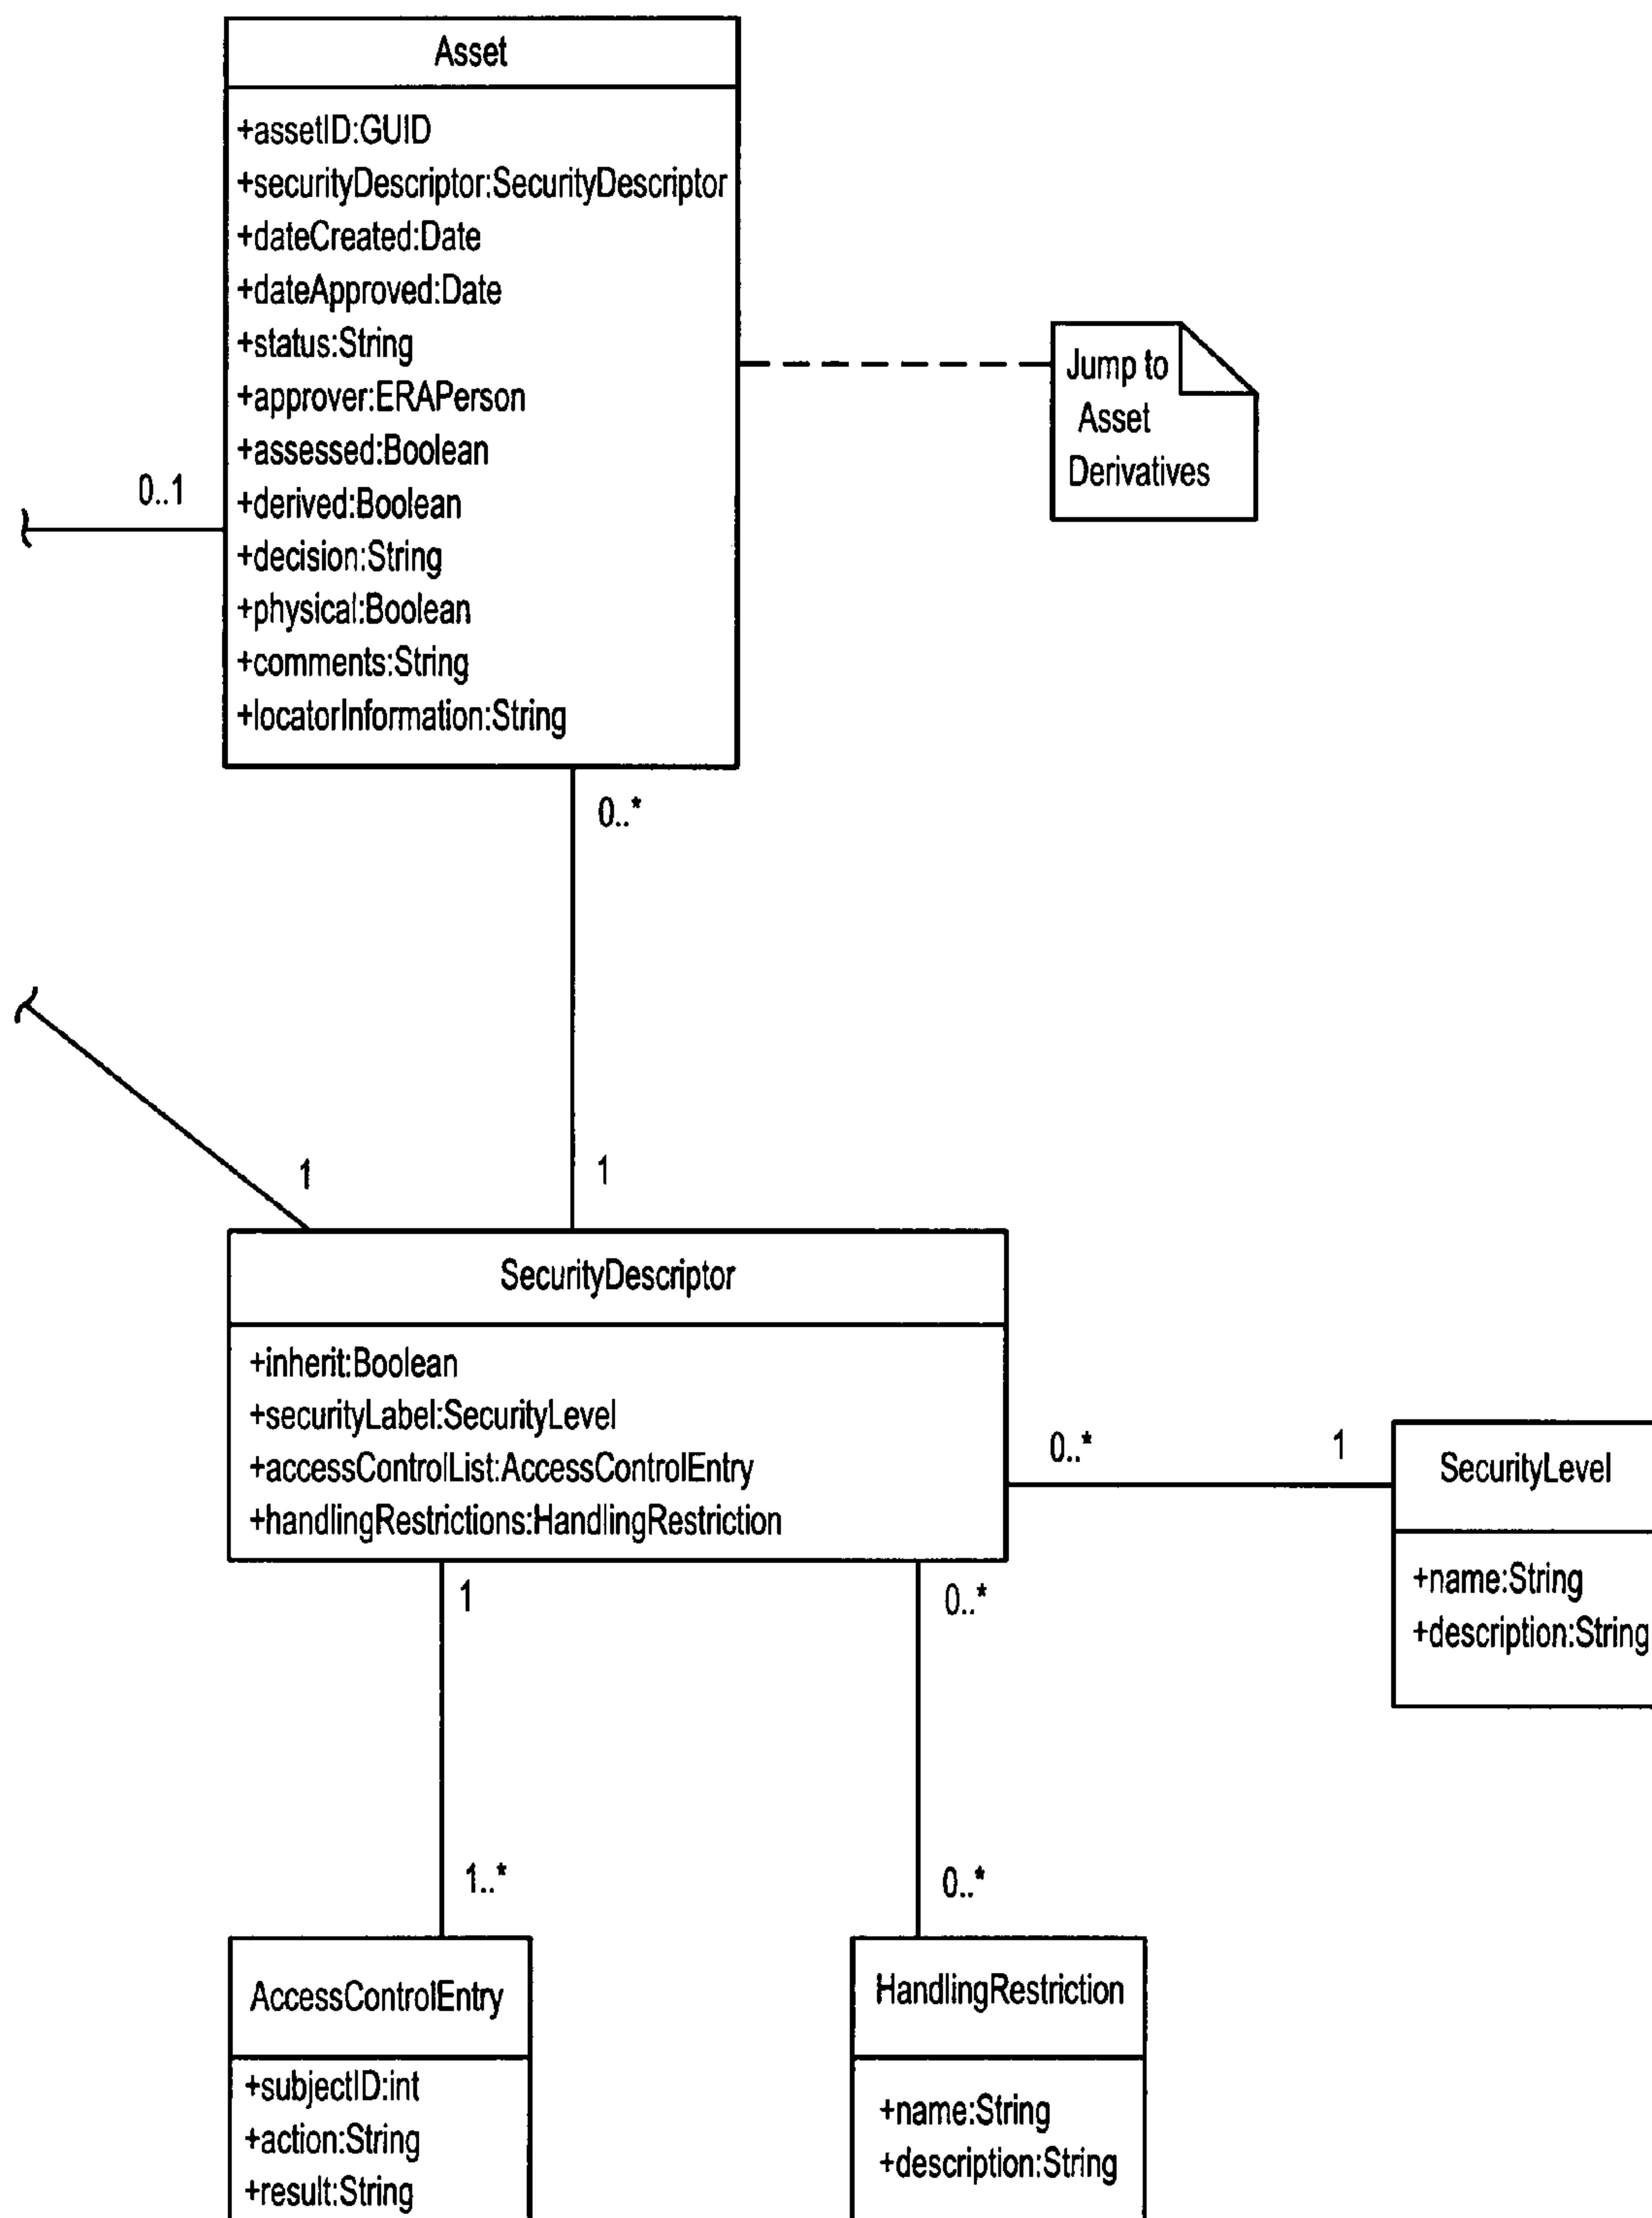 Asset
+assetID:GUID
+securityDescriptor:SecurityDescriptor
+dateCreated:Date
+dateApproved:Date
+status:String
+approver:ERAPerson
+assessed:Boolean
+derived:Boolean
+decision:String
+physical:Boolean
+comments:String
+locatorInformation:String
Jump to
Asset
Derivatives
0..1
0..*
1
1
SecurityDescriptor
+inherit:Boolean
+securityLabel:SecurityLevel
+accessControlList:AccessControlEntry
+handlingRestrictions:HandlingRestriction
0..*
1
SecurityLevel
+name:String
+description:String
1
0..*
1..*
0..*
AccessControlEntry
+subjectID:int
+action:String
+result:String
HandlingRestriction
+name:String
+description:String